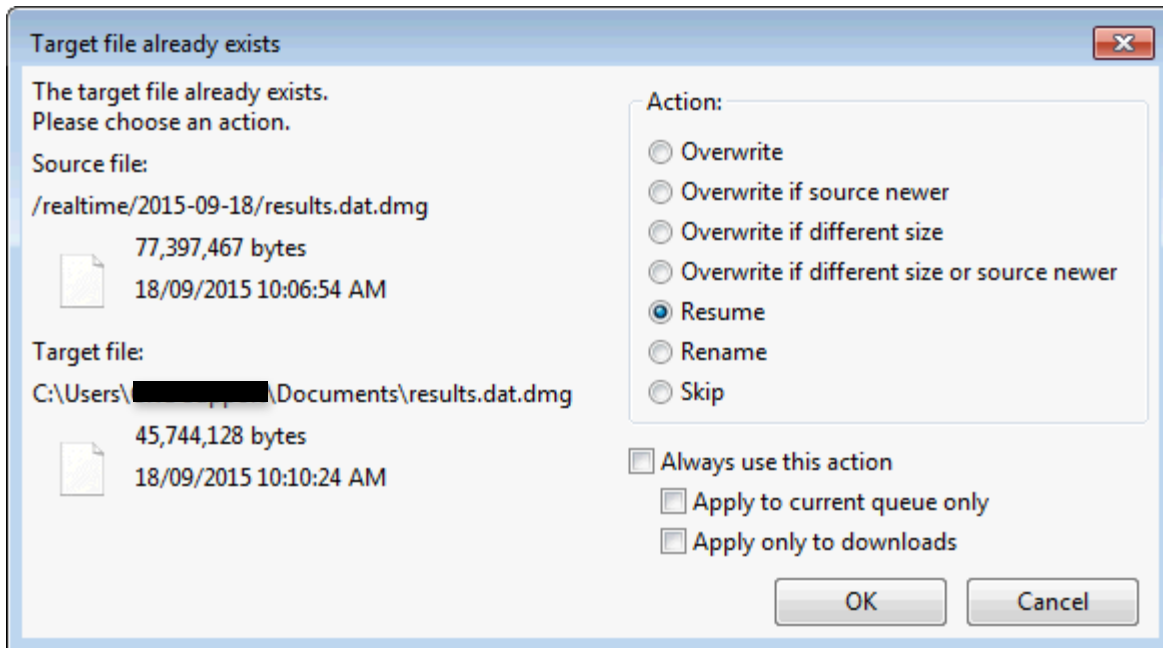 Target file already exists
The target file already exists.
Please choose an action.
Source file:
/realtime/2015-09-18/results.dat.dmg
77,397,467 bytes
18/09/2015 10:06:54 AM
Target file:
C:\Users\ \Documents\results.dat.dmg
45,744,128 bytes
18/09/2015 10:10:24 AM
Action:
Overwrite
Overwrite if source newer
Overwrite if different size
Overwrite if different size or source newer
Resume
Rename
Skip
Always use this action
Apply to current queue only
Apply only to downloads
OK
Cancel